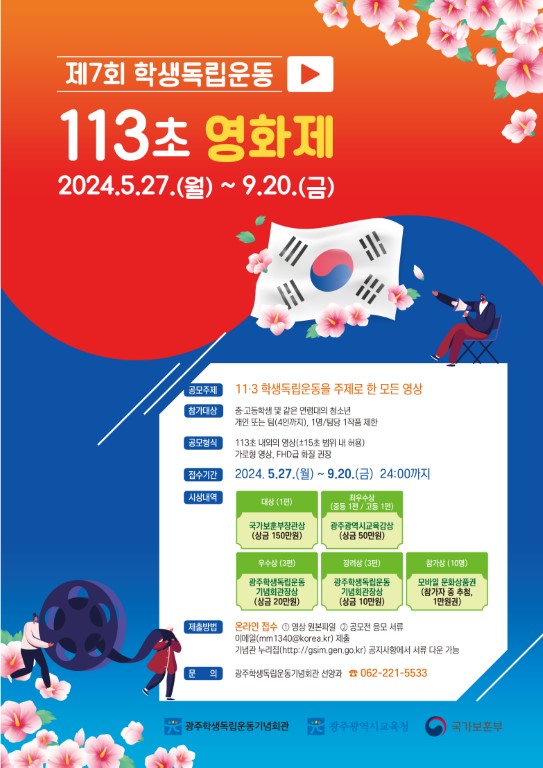 제7회 학생독립운동
113초 영화제
2024.5.27.(월) ~ 9.20.(금)
공모주제 11·3 학생독립운동을 주제로 한 모든 영상
참가대상 중·고등학생 및 같은 연령대의 청소년
개인 또는 팀(4인까지), 1명/팀당 1작품 제한
공모형식 113초 내외의 영상(±15초 범위 내 허용)
가로형 영상, FHD급 화질 권장
접수기간 2024. 5.27.(월) ~ 9.20.(금) 24:00까지
시상내역
대상 (1편)
국가보훈부장관상
(상금 150만원)
최우수상
(중등 1편 / 고등 1편)
광주광역시교육감상
(상금 50만원)
우수상 (3편)
광주학생독립운동
기념회관장상
(상금 20만원)
장려상 (3편)
광주학생독립운동
기념회관장상
(상금 10만원)
참가상 (10명)
모바일 문화상품권
(참가자 중 추첨,
1만원권)
제출방법 온라인 접수 ① 영상 원본파일 ② 공모전 응모 서류
이메일(mm1340@korea.kr) 제출
기념관 누리집(http://gsim.gen.go.kr) 공지사항에서 서류 다운 가능
문 의 광주학생독립운동기념회관 선양과 ☎ 062-221-5533
광주학생독립운동기념회관 광주광역시교육청 국가보훈부